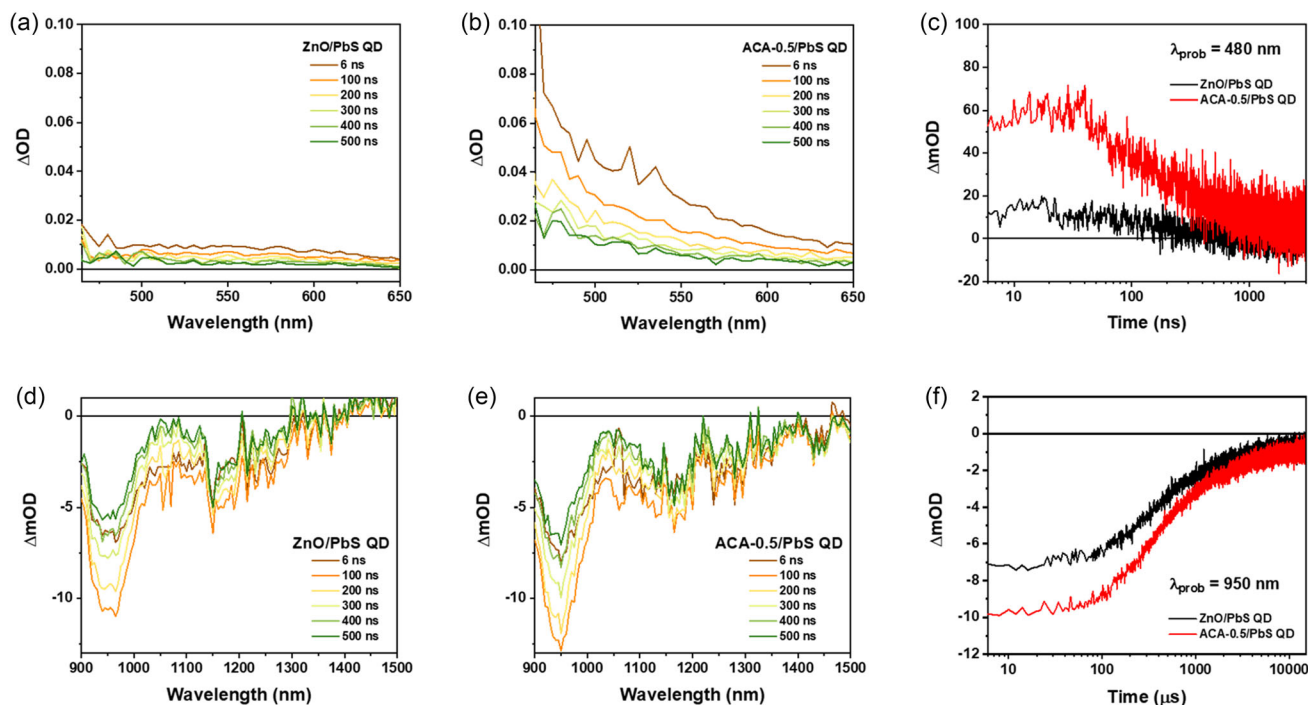 (a)
ZnO/PbS QD
6 ns
100 ns
200 ns
300 ns
400 ns
500 ns
0.10
0.08
0.06
0.04
0.02
0.00
ΔOD
500
550
600
650
Wavelength (nm)
(b)
ACA-0.5/PbS QD
6 ns
100 ns
200 ns
300 ns
400 ns
500 ns
0.10
0.08
0.06
0.04
0.02
0.00
ΔOD
500
550
600
650
Wavelength (nm)
(c)
λprob = 480 nm
ZnO/PbS QD
ACA-0.5/PbS QD
100
80
60
40
20
0
-20
ΔmOD
10
100
1000
Time (ns)
(d)
0
-5
-10
ΔmOD
ZnO/PbS QD
6 ns
100 ns
200 ns
300 ns
400 ns
500 ns
900
1000
1100
1200
1300
1400
1500
Wavelength (nm)
(e)
0
-5
-10
ΔmOD
ACA-0.5/PbS QD
6 ns
100 ns
200 ns
300 ns
400 ns
500 ns
900
1000
1100
1200
1300
1400
1500
Wavelength (nm)
(f)
2
0
-2
-4
-6
-8
-10
-12
ΔmOD
λprob = 950 nm
ZnO/PbS QD
ACA-0.5/PbS QD
10
100
1000
10000
Time (μs)